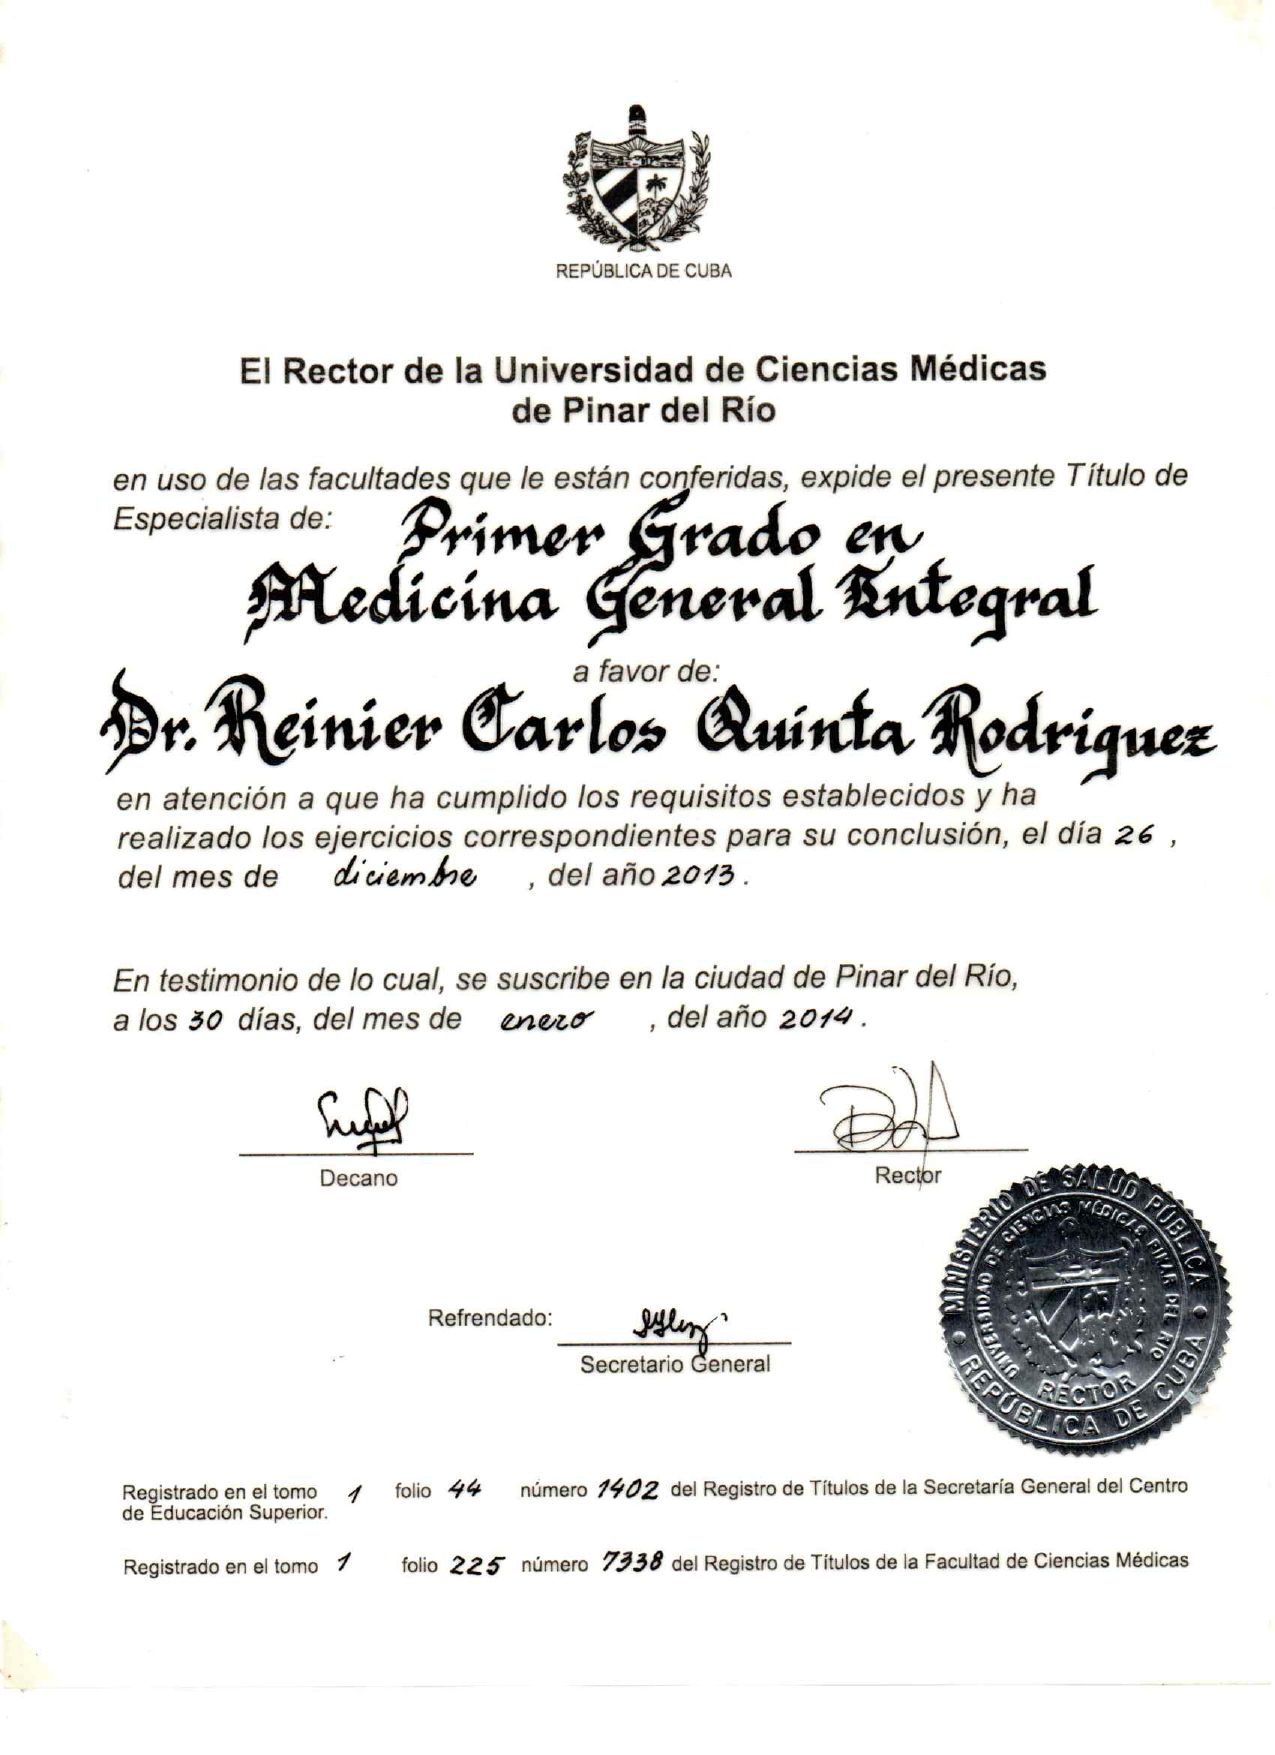 REPÚBLICA DE CUBA
El Rector de la Universidad de Ciencias Médicas
de Pinar del Río
en uso de las facultades que le están conferidas, expide el presente Título de
Especialista de: Primer Grado en
Medicina General Integral
a favor de:
Dr. Reinier Carlos Quinta Rodriguez
en atención a que ha cumplido los requisitos establecidos y ha
realizado los ejercicios correspondientes para su conclusión, el día 26 ,
del mes de diciembre , del año 2013 .
En testimonio de lo cual, se suscribe en la ciudad de Pinar del Río,
a los 30 días, del mes de enero , del año 2014 .
Decano
Rector
Refrendado:
Secretario General
MINISTERIO DE SALUD PÚBLICA
UNIVERSIDAD DE CIENCIAS MÉDICAS PINAR DEL RÍO
RECTOR
REPÚBLICA DE CUBA
Registrado en el tomo 1 folio 44 número 1402 del Registro de Títulos de la Secretaría General del Centro
de Educación Superior.
Registrado en el tomo 1 folio 225 número 7338 del Registro de Títulos de la Facultad de Ciencias Médicas